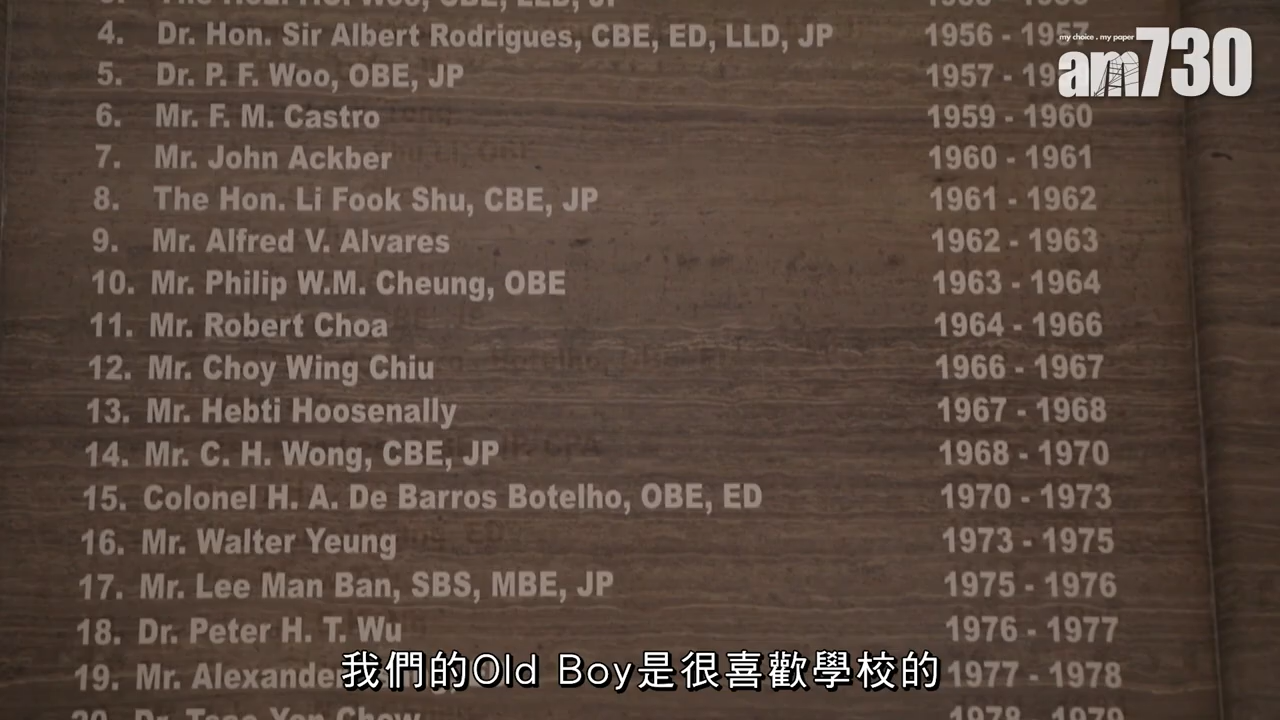 4. Dr. Hon. Sir Albert Rodrigues, CBE, ED, LLD, JP 1956 - 1957
my choice . my paper
am730
5. Dr. P. F. Woo, OBE, JP 1957 -
6. Mr. F. M. Castro 1959 - 1960
7. Mr. John Ackber 1960 - 1961
8. The Hon. Li Fook Shu, CBE, JP 1961 - 1962
9. Mr. Alfred V. Alvares 1962 - 1963
10. Mr. Philip W.M. Cheung, OBE 1963 - 1964
11. Mr. Robert Choa 1964 - 1966
12. Mr. Choy Wing Chiu 1966 - 1967
13. Mr. Hebti Hoosenally 1967 - 1968
14. Mr. C. H. Wong, CBE, JP 1968 - 1970
15. Colonel H. A. De Barros Botelho, OBE, ED 1970 - 1973
16. Mr. Walter Yeung 1973 - 1975
17. Mr. Lee Man Ban, SBS, MBE, JP 1975 - 1976
18. Dr. Peter H. T. Wu 1976 - 1977
19. Mr. Alexander 1977 - 1978
我們的Old Boy是很喜歡學校的